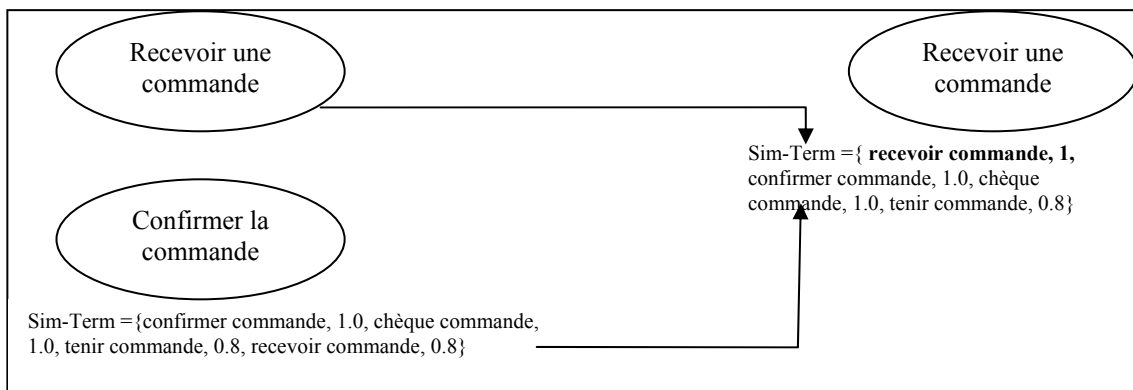 Recevoir une
commande
Recevoir une
commande
Sim-Term ={ recevoir commande, 1,
confirmer commande, 1.0, chèque
commande, 1.0, tenir commande, 0.8}
Confirmer la
commande
Sim-Term ={confirmer commande, 1.0, chèque commande,
1.0, tenir commande, 0.8, recevoir commande, 0.8}